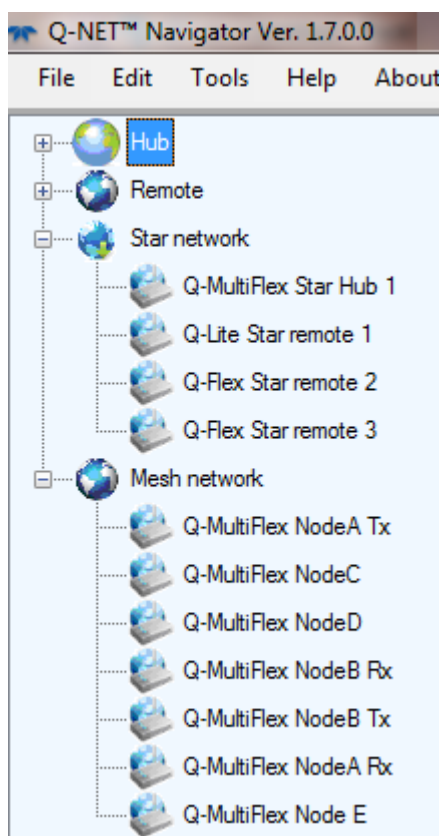 Q-NET™ Navigator Ver. 1.7.0.0
File Edit Tools Help About
Hub
Remote
Star network
Q-MultiFlex Star Hub 1
Q-Lite Star remote 1
Q-Flex Star remote 2
Q-Flex Star remote 3
Mesh network
Q-MultiFlex NodeA Tx
Q-MultiFlex NodeC
Q-MultiFlex NodeD
Q-MultiFlex NodeB Rx
Q-MultiFlex NodeB Tx
Q-MultiFlex NodeA Rx
Q-MultiFlex Node E